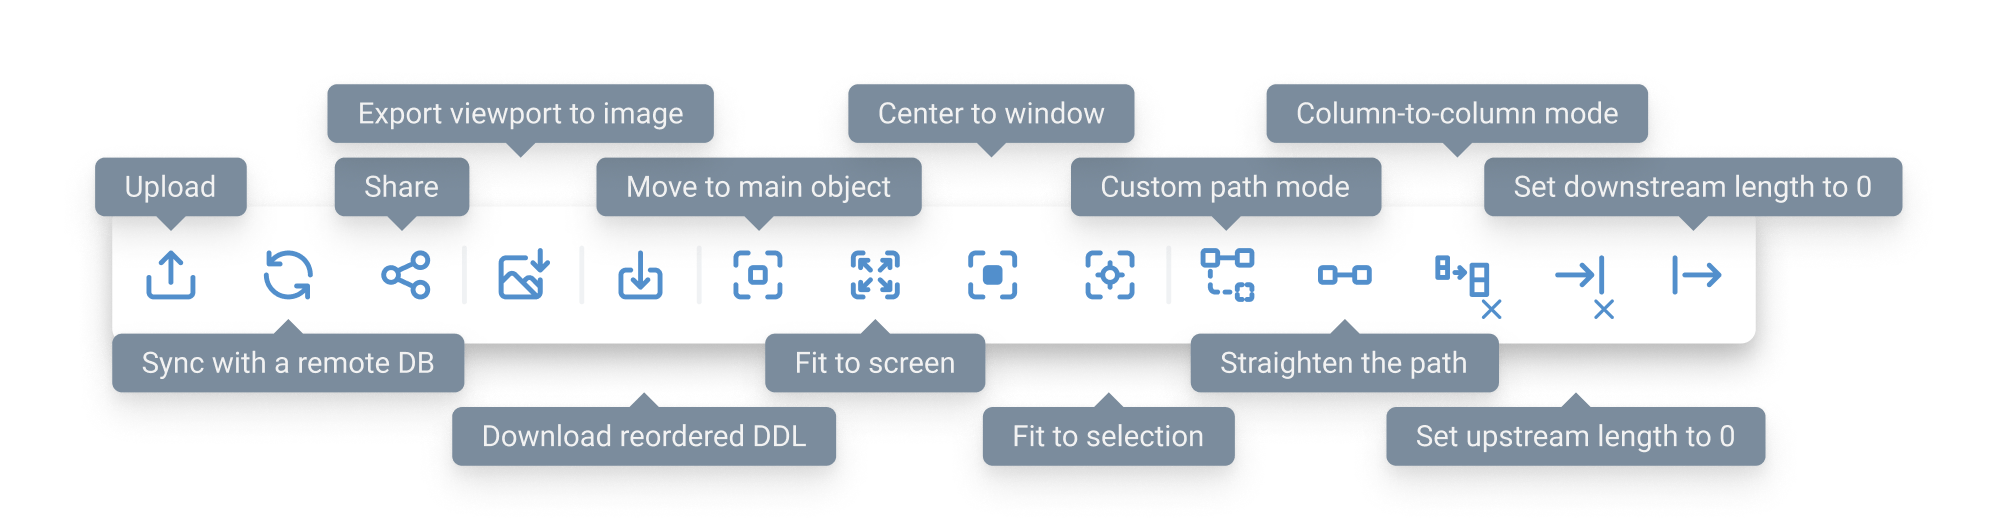 Export viewport to image
Center to window
Column-to-column mode
Upload
Share
Move to main object
Custom path mode
Set downstream length to 0
Sync with a remote DB
Fit to screen
Straighten the path
Download reordered DDL
Fit to selection
Set upstream length to 0